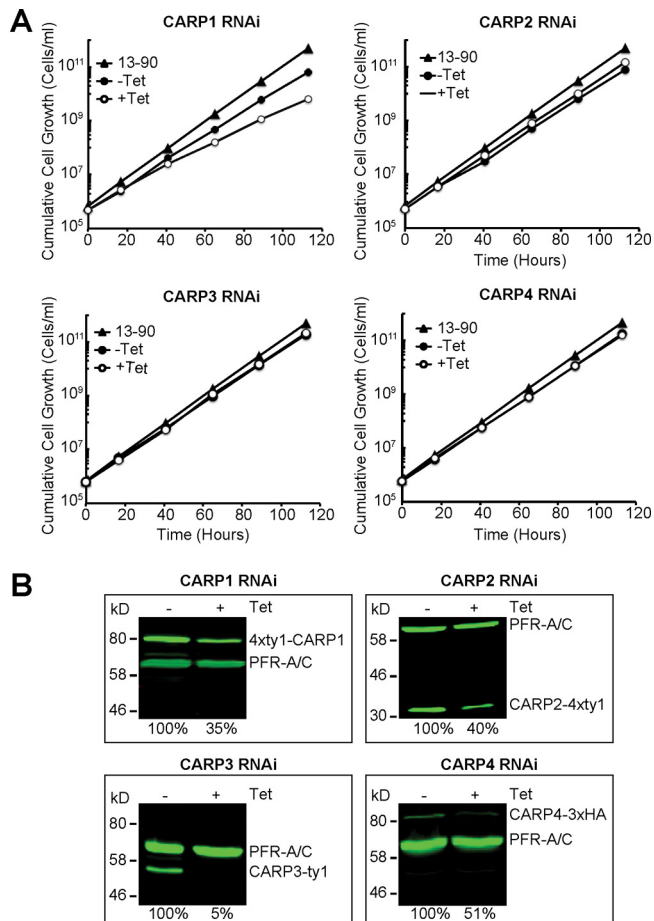 A
CARP1 RNAi
Cumulative Cell Growth (Cells/ml)
10^11
10^9
10^7
10^5
13-90
-Tet
+Tet
0 20 40 60 80 100 120
CARP2 RNAi
Cumulative Cell Growth (Cells/ml)
10^11
10^9
10^7
10^5
13-90
-Tet
+Tet
0 20 40 60 80 100 120
Time (Hours)
CARP3 RNAi
Cumulative Cell Growth (Cells/ml)
10^11
10^9
10^7
10^5
13-90
-Tet
+Tet
0 20 40 60 80 100 120
Time (Hours)
CARP4 RNAi
Cumulative Cell Growth (Cells/ml)
10^11
10^9
10^7
10^5
13-90
-Tet
+Tet
0 20 40 60 80 100 120
Time (Hours)
B
CARP1 RNAi
kD - + Tet
80
58
46
4xty1-CARP1
PFR-A/C
100% 35%
CARP2 RNAi
kD - + Tet
58
46
30
PFR-A/C
CARP2-4xty1
100% 40%
CARP3 RNAi
kD - + Tet
80
58
46
PFR-A/C
CARP3-ty1
100% 5%
CARP4 RNAi
kD - + Tet
80
58
46
CARP4-3xHA
PFR-A/C
100% 51%